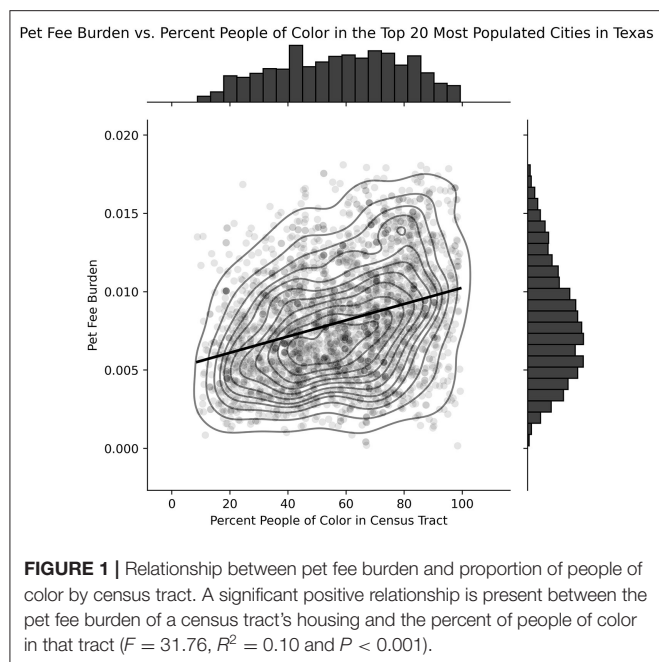 Pet Fee Burden vs. Percent People of Color in the Top 20 Most Populated Cities in Texas
0.020
0.015
0.010
0.005
0.000
Pet Fee Burden
0 20 40 60 80 100
Percent People of Color in Census Tract
FIGURE 1 | Relationship between pet fee burden and proportion of people of
color by census tract. A significant positive relationship is present between the
pet fee burden of a census tract's housing and the percent of people of color
in that tract (F = 31.76, R² = 0.10 and P < 0.001).